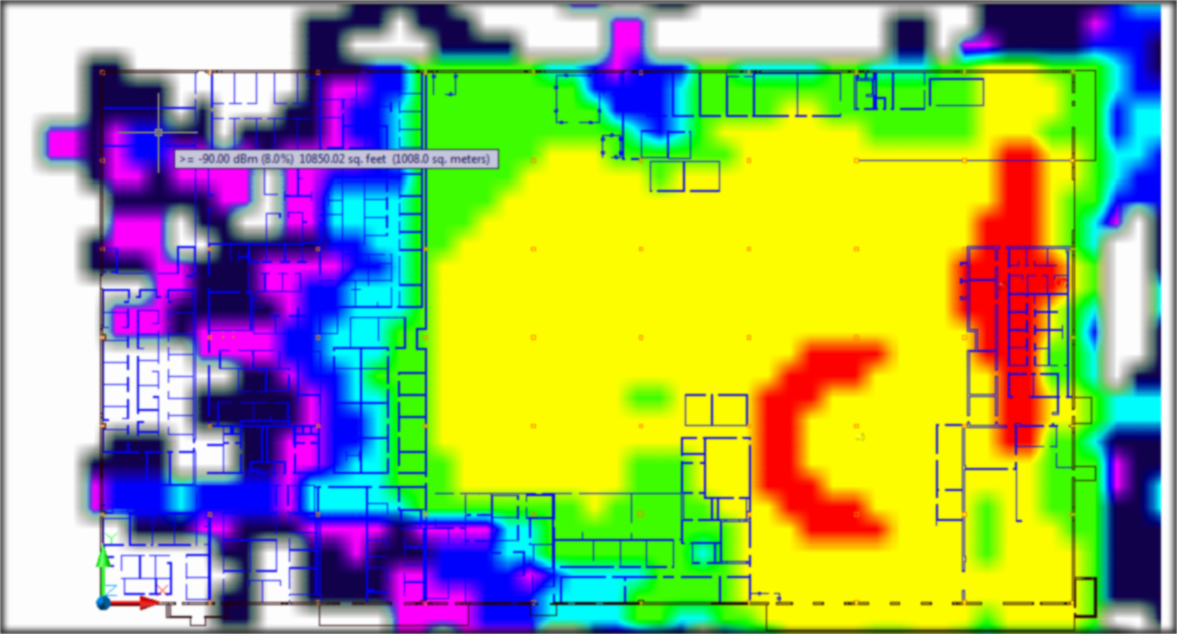 >= -90.00 dBm (8.0%) 10850.02 sq. feet (1008.0 sq. meters)
Y
Z
X